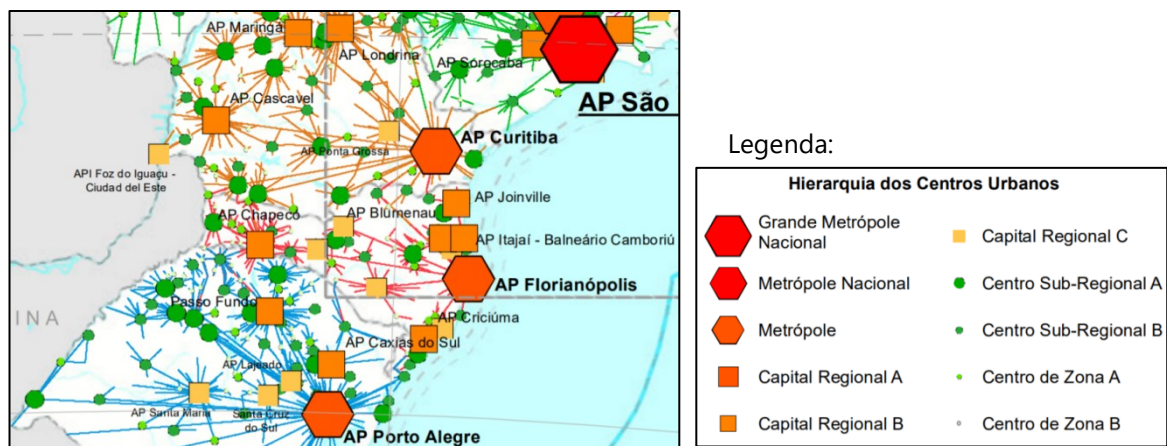 AP Maringá
AP Londrina
AP Sorocaba
AP São
AP Cascavel
AP Curitiba
AP Ponta Grossa
API Foz do Iguaçu -
Ciudad del Este
AP Joinville
AP Chapecó
AP Blumenau
AP Itajaí - Balneário Camboriú
AP Florianópolis
Passo Fundo
INA
AP Criciúma
AP Caxias do Sul
AP Lajeado
AP Santa Maria
Santa Cruz
do Sul
AP Porto Alegre
Legenda:
Hierarquia dos Centros Urbanos
Grande Metrópole
Nacional
Metrópole Nacional
Metrópole
Capital Regional A
Capital Regional B
Capital Regional C
Centro Sub-Regional A
Centro Sub-Regional B
Centro de Zona A
Centro de Zona B